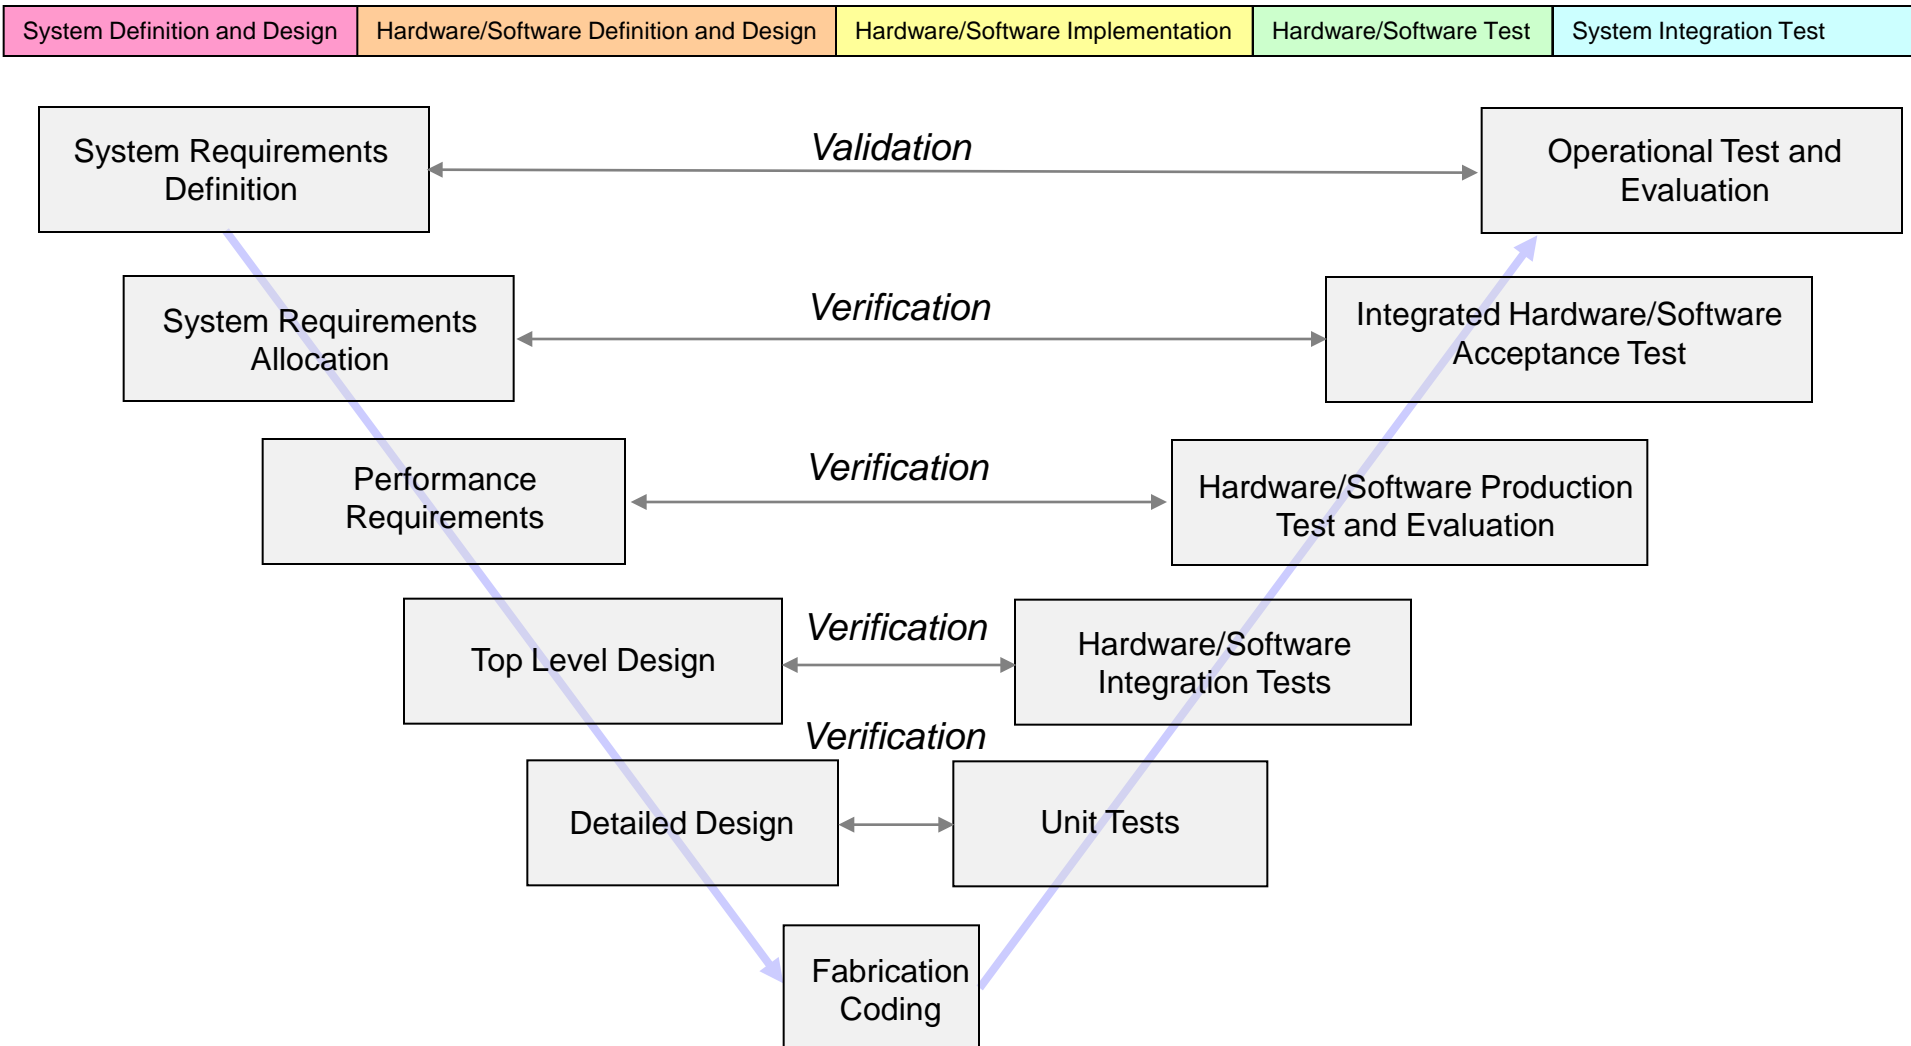 System Definition and Design
Hardware/Software Definition and Design
Hardware/Software Implementation
Hardware/Software Test
System Integration Test
System Requirements
Definition
Validation
Operational Test and
Evaluation
System Requirements
Allocation
Verification
Integrated Hardware/Software
Acceptance Test
Performance
Requirements
Verification
Hardware/Software Production
Test and Evaluation
Top Level Design
Verification
Hardware/Software
Integration Tests
Verification
Detailed Design
Unit Tests
Fabrication
Coding